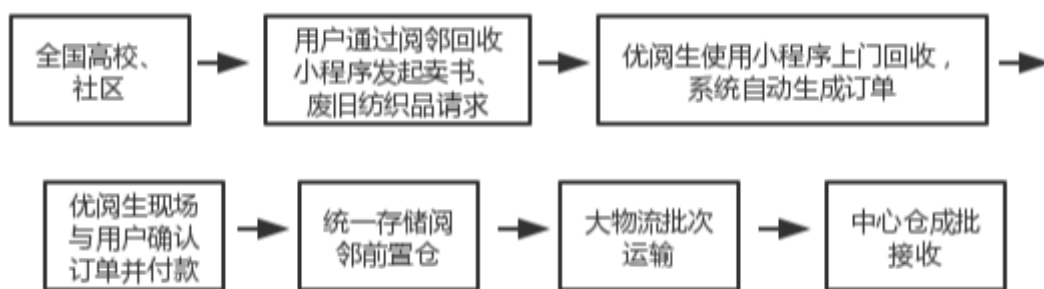 全国高校、
社区
用户通过阅邻回收
小程序发起卖书、
废旧纺织品请求
优阅生使用小程序上门回收，
系统自动生成订单
优阅生现场
与用户确认
订单并付款
统一存储阅
邻前置仓
大物流批次
运输
中心仓成批
接收